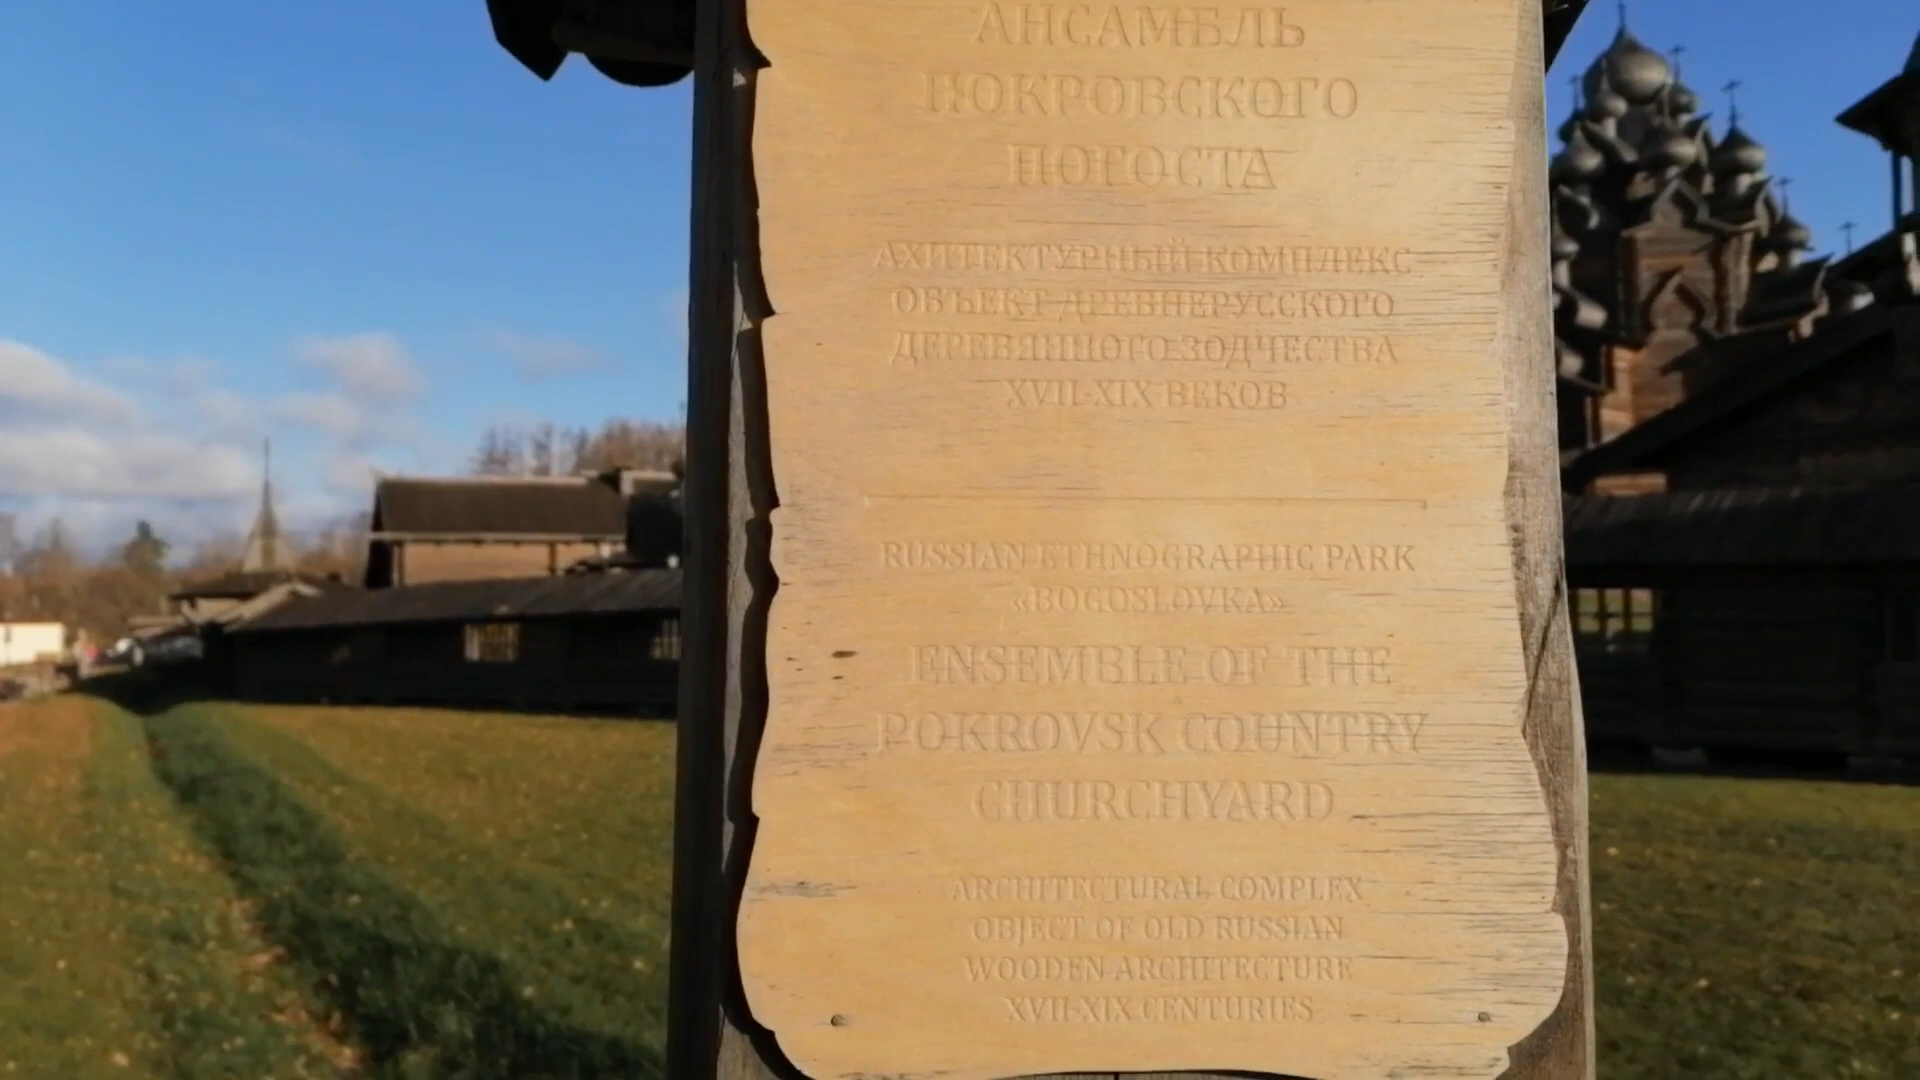 АНСАМБЛЬ
ПОКРОВСКОГО
ПОГОСТА
АХИТЕКТУРНЫЙ КОМПЛЕКС
ОБЪЕКТ ДРЕВНЕРУССКОГО
ДЕРЕВЯННОГО ЗОДЧЕСТВА
XVII-XIX ВЕКОВ
RUSSIAN ETHNOGRAPHIC PARK
«BOGOSLOVKA»
ENSEMBLE OF THE
POKROVSK COUNTRY
CHURCHYARD
ARCHITECTURAL COMPLEX
OBJECT OF OLD RUSSIAN
WOODEN ARCHITECTURE
XVII-XIX CENTURIES